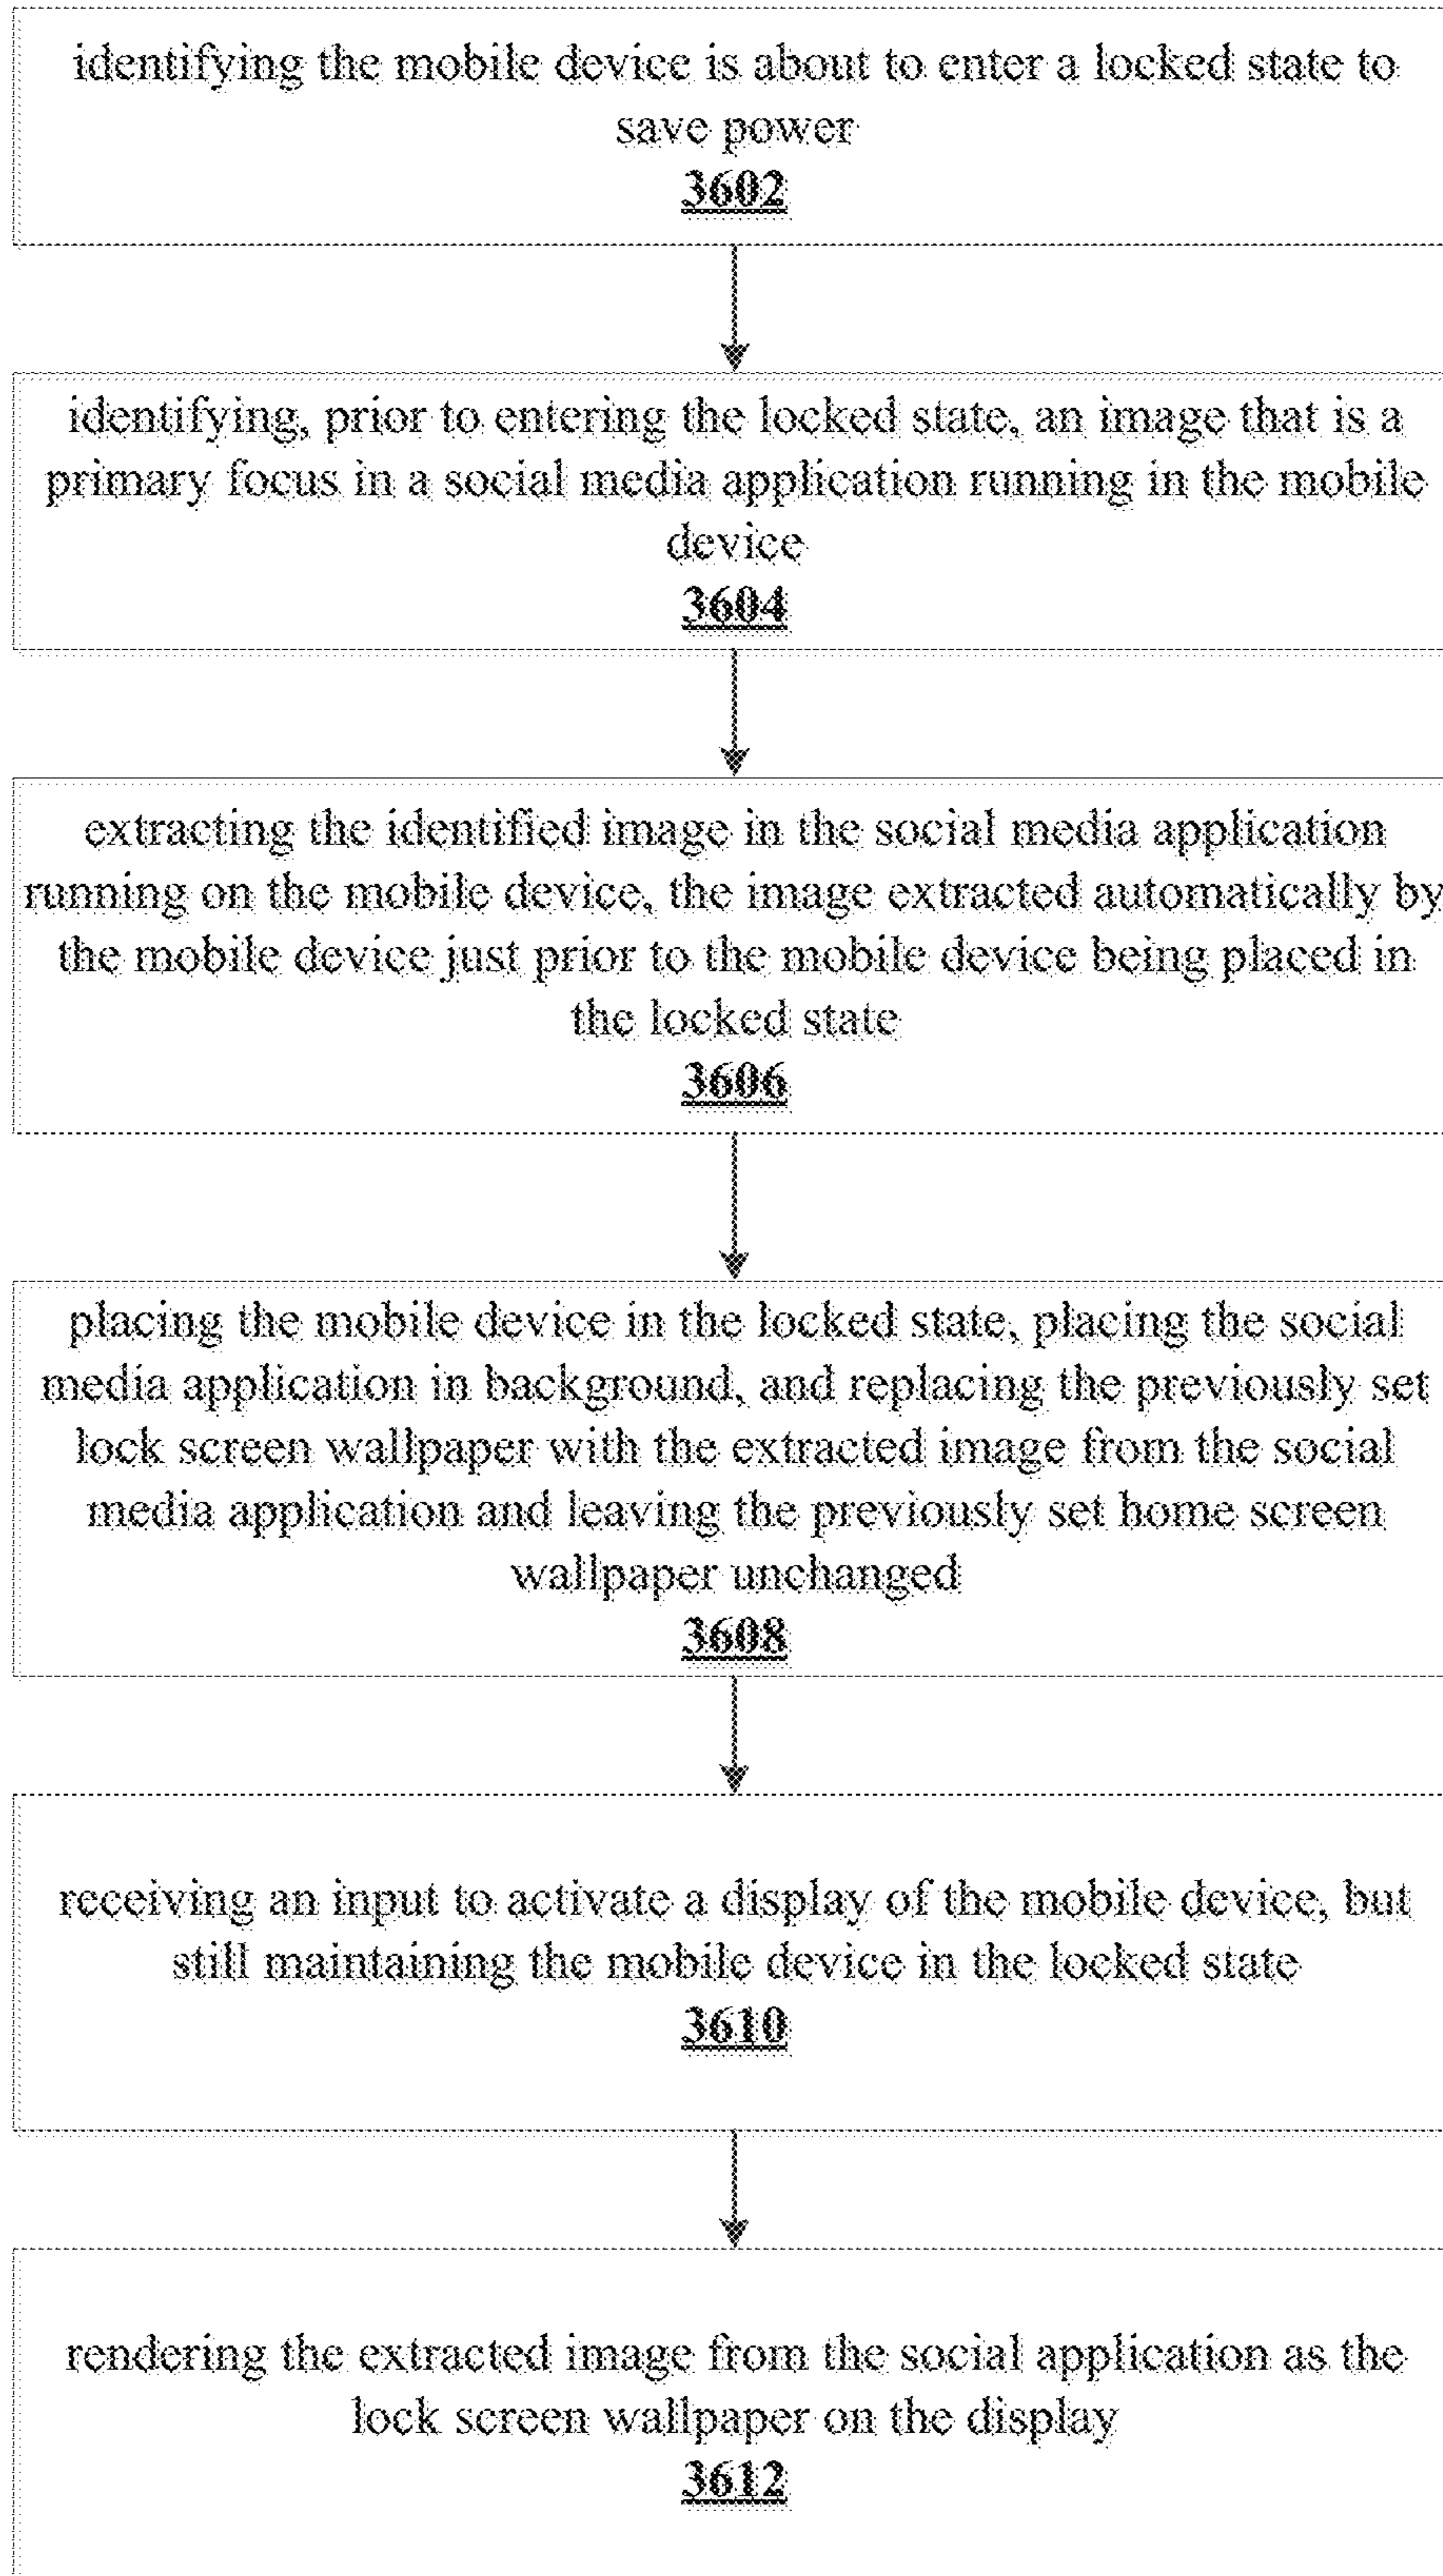 identifying the mobile device is about to enter a locked state to
save power
3602
identifying, prior to entering the locked state, an image that is a
primary focus in a social media application running in the mobile
device
3604
extracting the identified image in the social media application
running on the mobile device, the image extracted automatically by
the mobile device just prior to the mobile device being placed in
the locked state
3606
placing the mobile device in the locked state, placing the social
media application in background, and replacing the previously set
lock screen wallpaper with the extracted image from the social
media application and leaving the previously set home screen
wallpaper unchanged
3608
receiving an input to activate a display of the mobile device, but
still maintaining the mobile device in the locked state
3610
rendering the extracted image from the social application as the
lock screen wallpaper on the display
3612